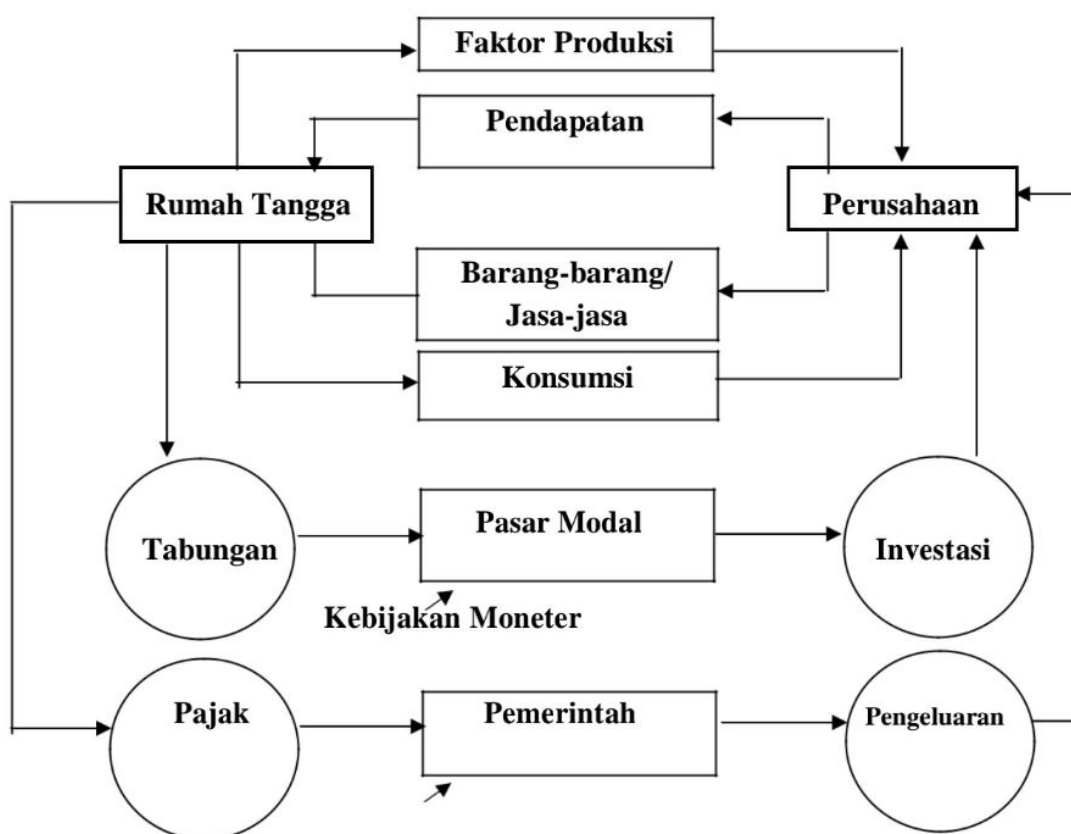 Faktor Produksi
Pendapatan
Rumah Tangga
Perusahaan
Barang-barang/
Jasa-jasa
Konsumsi
Tabungan
Pasar Modal
Investasi
Kebijakan Moneter
Pajak
Pemerintah
Pengeluaran